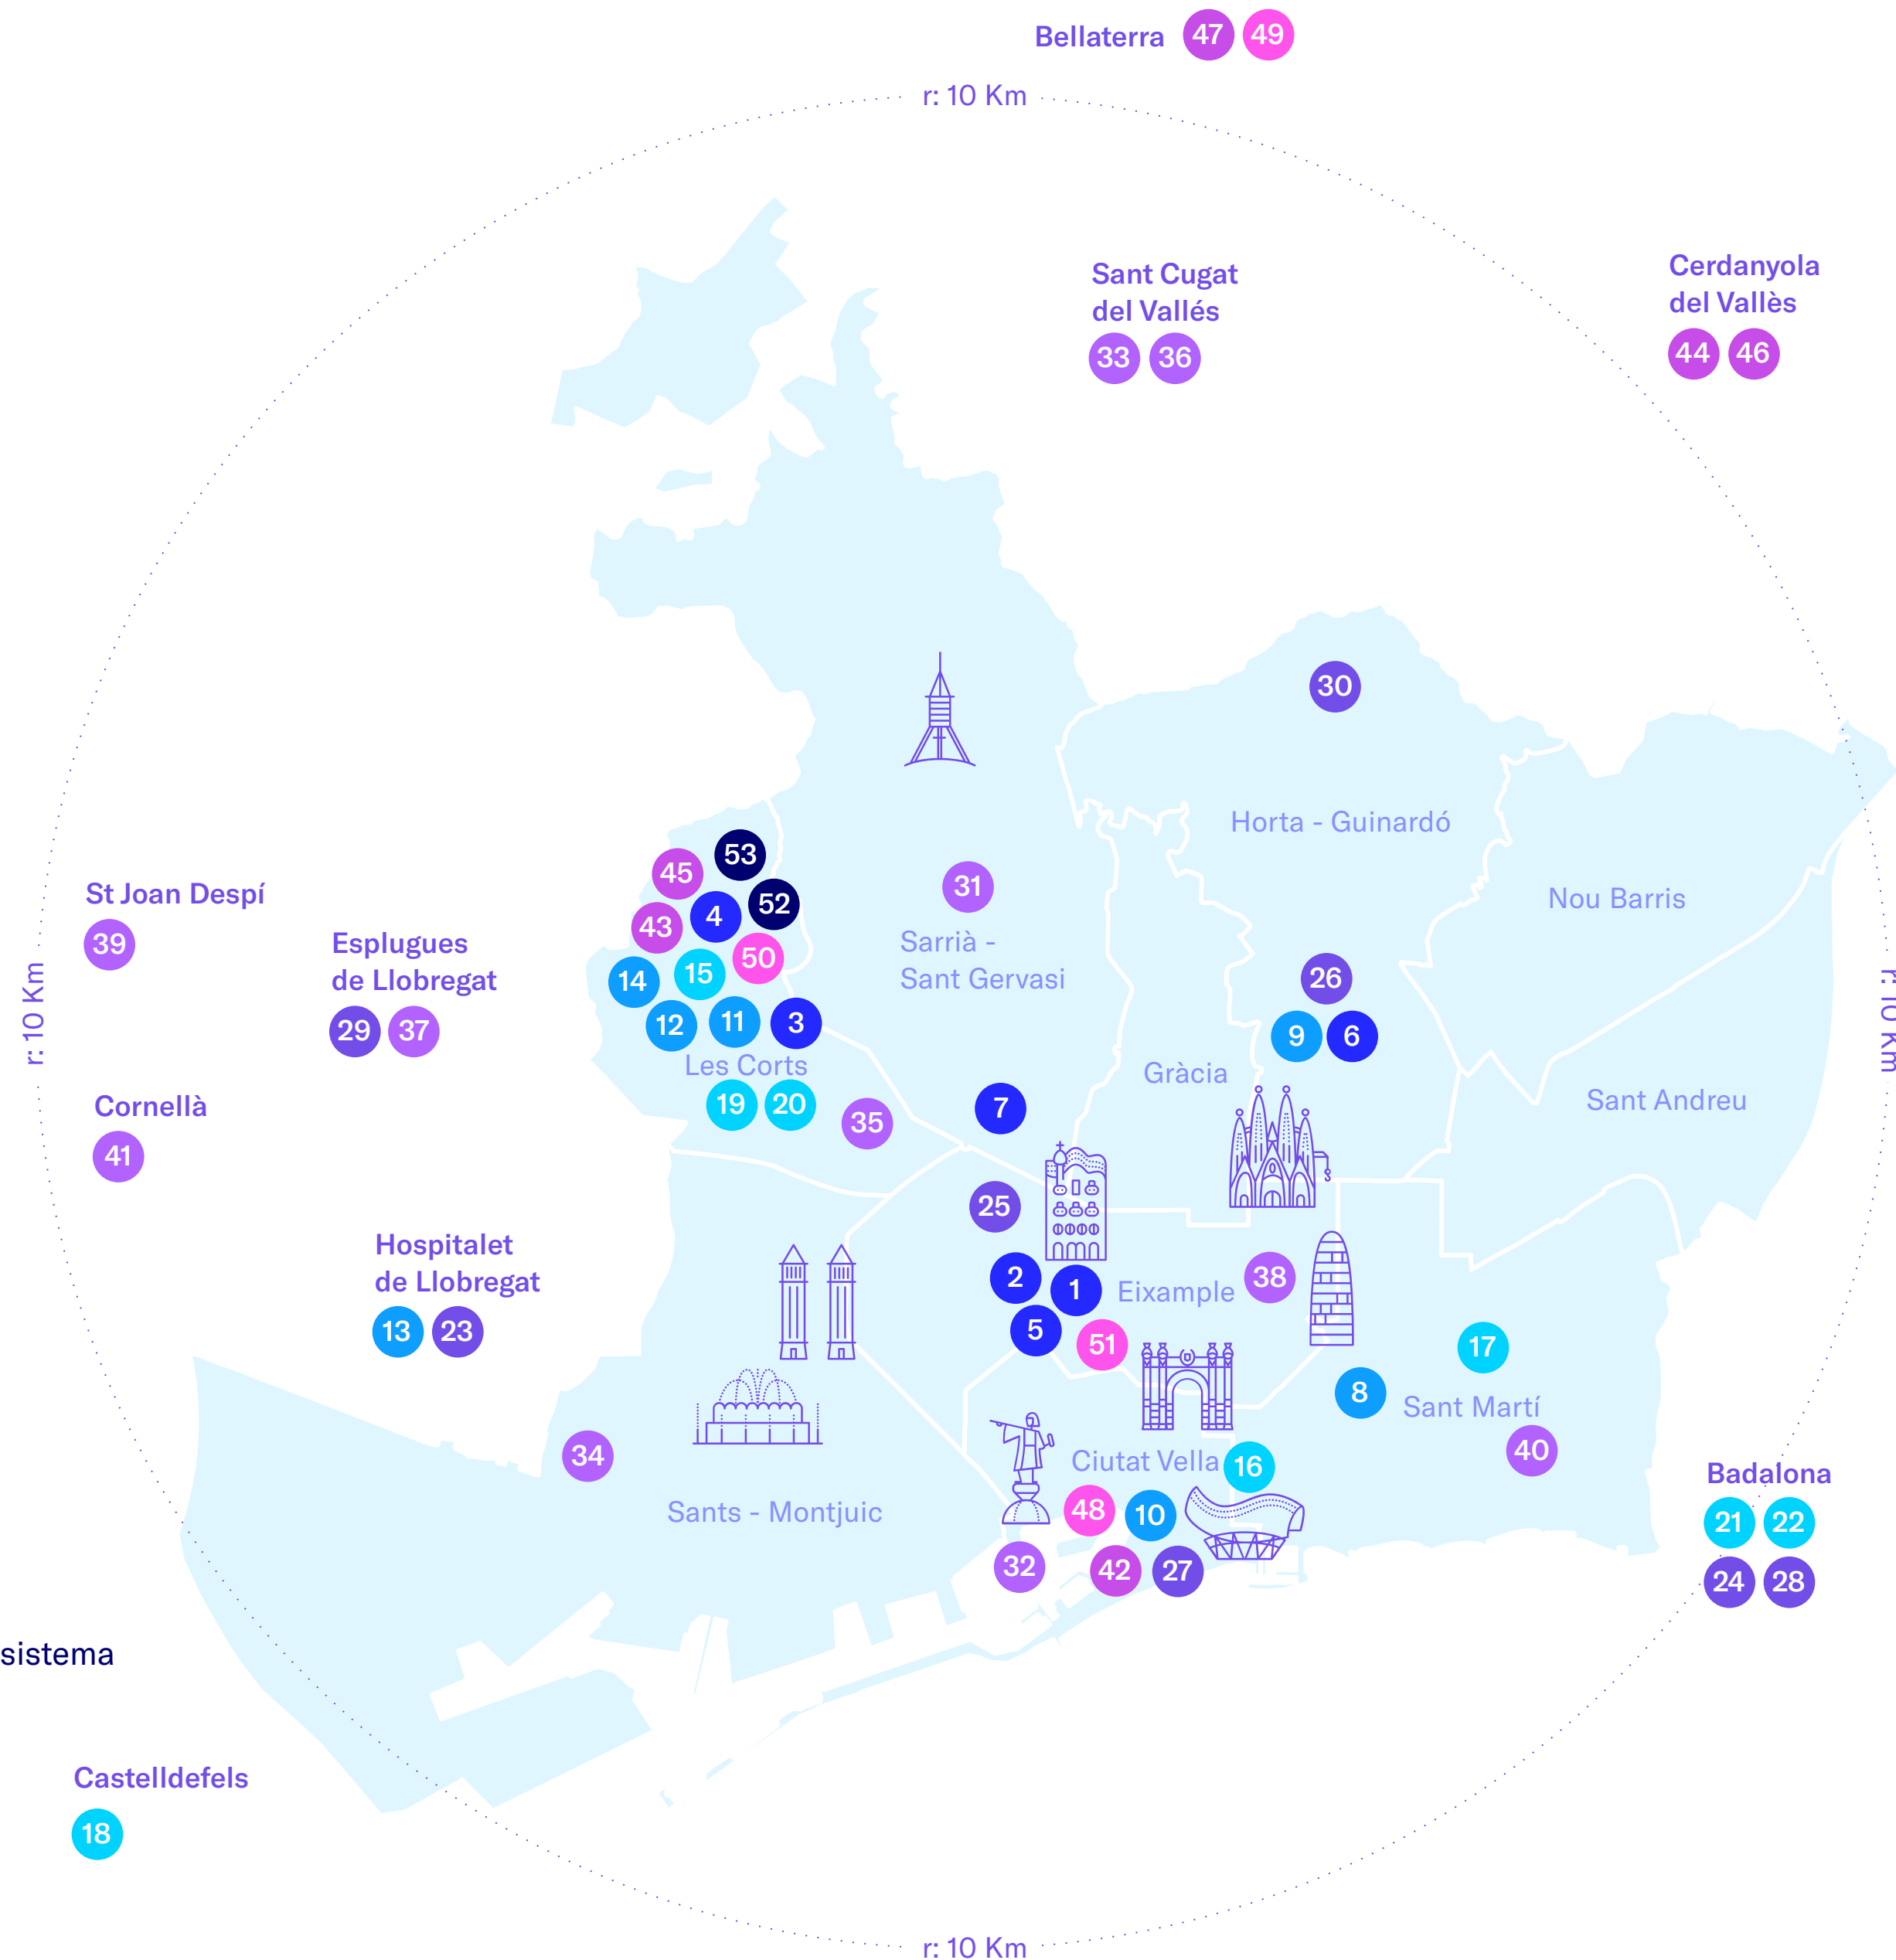 Bellaterra 47 49
r: 10 Km
Sant Cugat
del Vallés
33 36
Cerdanyola
del Vallès
44 46
30
Horta - Guinardó
53
45
52
4
43
50
15
14
11
3
12
Les Corts
19 20
35
31
Sarrià -
Sant Gervasi
Nou Barris
26
9 6
Gràcia
Sant Andreu
St Joan Despí
39
Esplugues
de Llobregat
29 37
r: 10 Km
r: 10 Km
Cornellà
41
7
25
2
1
Eixample
38
5
51
Hospitalet
de Llobregat
13 23
17
8
Sant Martí
40
34
Sants - Montjuic
Ciutat Vella
16
48
10
32
42
27
Badalona
21 22
24 28
sistema
Castelldefels
18
r: 10 Km